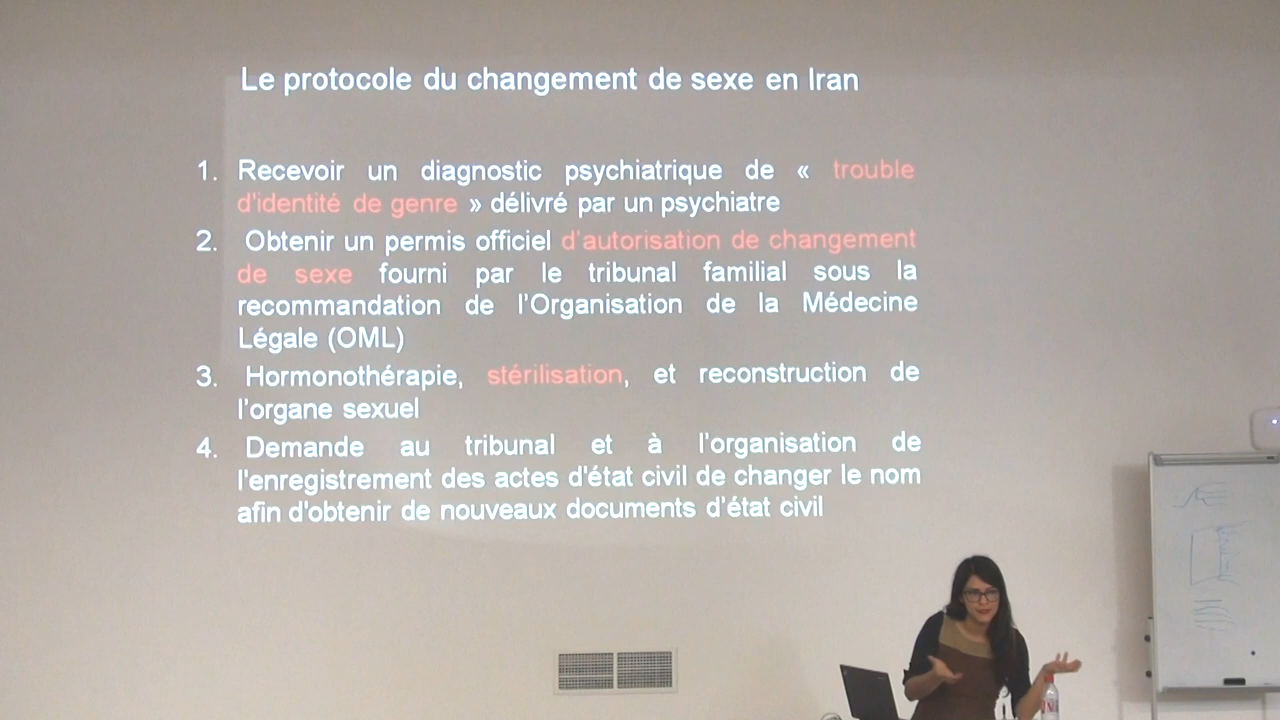 Le protocole du changement de sexe en Iran
1. Recevoir un diagnostic psychiatrique de « trouble
d'identité de genre » délivré par un psychiatre
2. Obtenir un permis officiel d'autorisation de changement
de sexe fourni par le tribunal familial sous la
recommandation de l'Organisation de la Médecine
Légale (OML)
3. Hormonothérapie, stérilisation, et reconstruction de
l'organe sexuel
4. Demande au tribunal et à l'organisation de
l'enregistrement des actes d'état civil de changer le nom
afin d'obtenir de nouveaux documents d'état civil